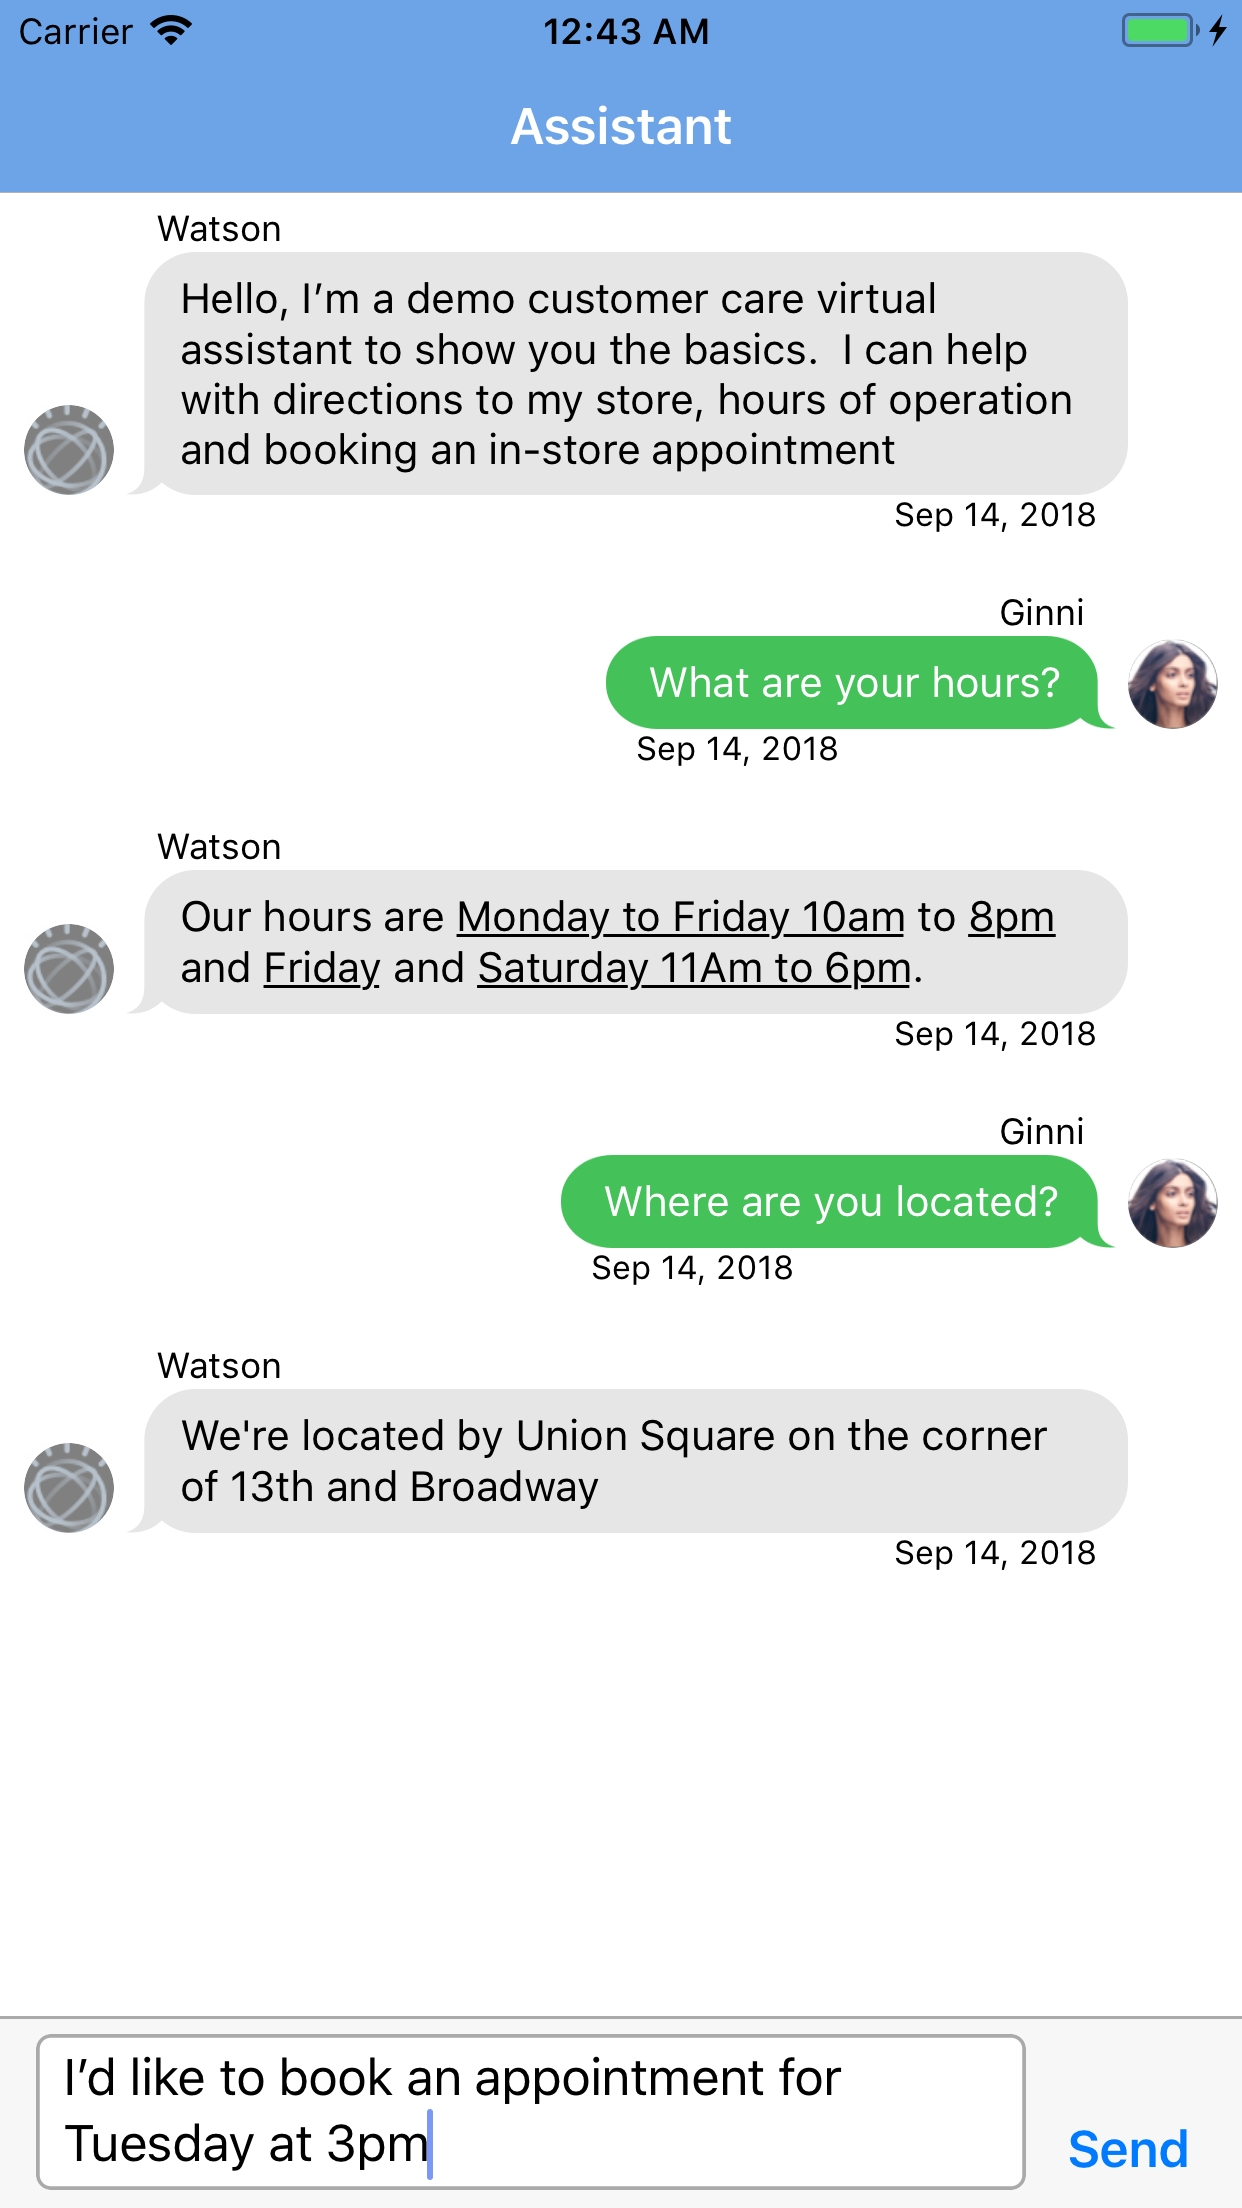 Carrier 12:43 AM
Assistant
Watson
Hello, I’m a demo customer care virtual
assistant to show you the basics.  I can help
with directions to my store, hours of operation
and booking an in-store appointment
Sep 14, 2018
Ginni
What are your hours?
Sep 14, 2018
Watson
Our hours are Monday to Friday 10am to 8pm
and Friday and Saturday 11Am to 6pm.
Sep 14, 2018
Ginni
Where are you located?
Sep 14, 2018
Watson
We're located by Union Square on the corner
of 13th and Broadway
Sep 14, 2018
I’d like to book an appointment for
Tuesday at 3pm
Send